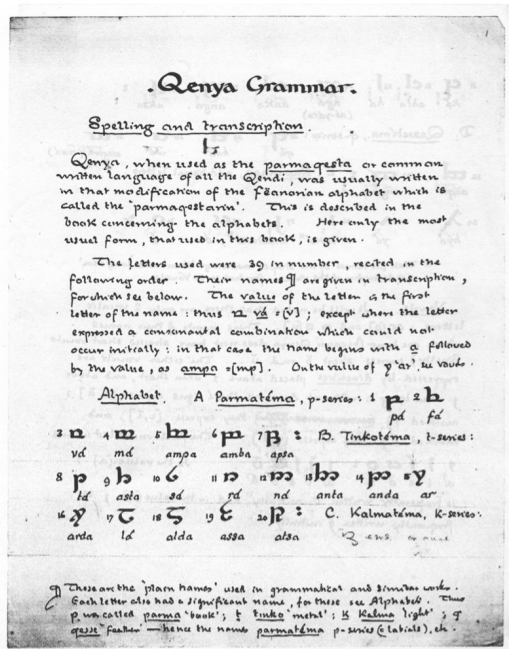 . Qenya Grammar.
Spelling and transcription.
Qenya, when used as the parmaqesta or common
written language of all the Qendi, was usually written
in that modification of the Fëanorian alphabet which is
called the 'parmaqestarin'. This is described in the
book concerning the alphabets. Here only the most
usual form, that used in this book, is given.
The letters used were 39 in number, recited in the
following order. Their names ¶ are given in transcription,
for which see below. The value of the letter is the first
letter of the name : thus vá = [v] ; except where the letter
expressed a consonantal combination which could not
occur initially : in that case the name begins with a followed
by the value, as ampa = [mp]. On the value of 'ar', see
Alphabet, A Parmatéma, p-series : 1 2
pá fá
3 4 5 6 7 : B. Tinkotéma, t-series:
vá má ampa amba apsa
8 9 10 11 12 13 14 15
tá asta sá rá ná anta anda ar
16 17 18 19 20 : C. Kalmatéma, K-series:
arda lá alda assa atsa
¶ These are the 'plain names' used in grammatical and similar works.
Each letter also had a significant name, for these see Alphabet. Thus
p was called parma 'book' ; t tinko 'metal' ; k kalma 'light' ; q
qesse 'feather' — hence the names parmatéma p-series (labials), etc.